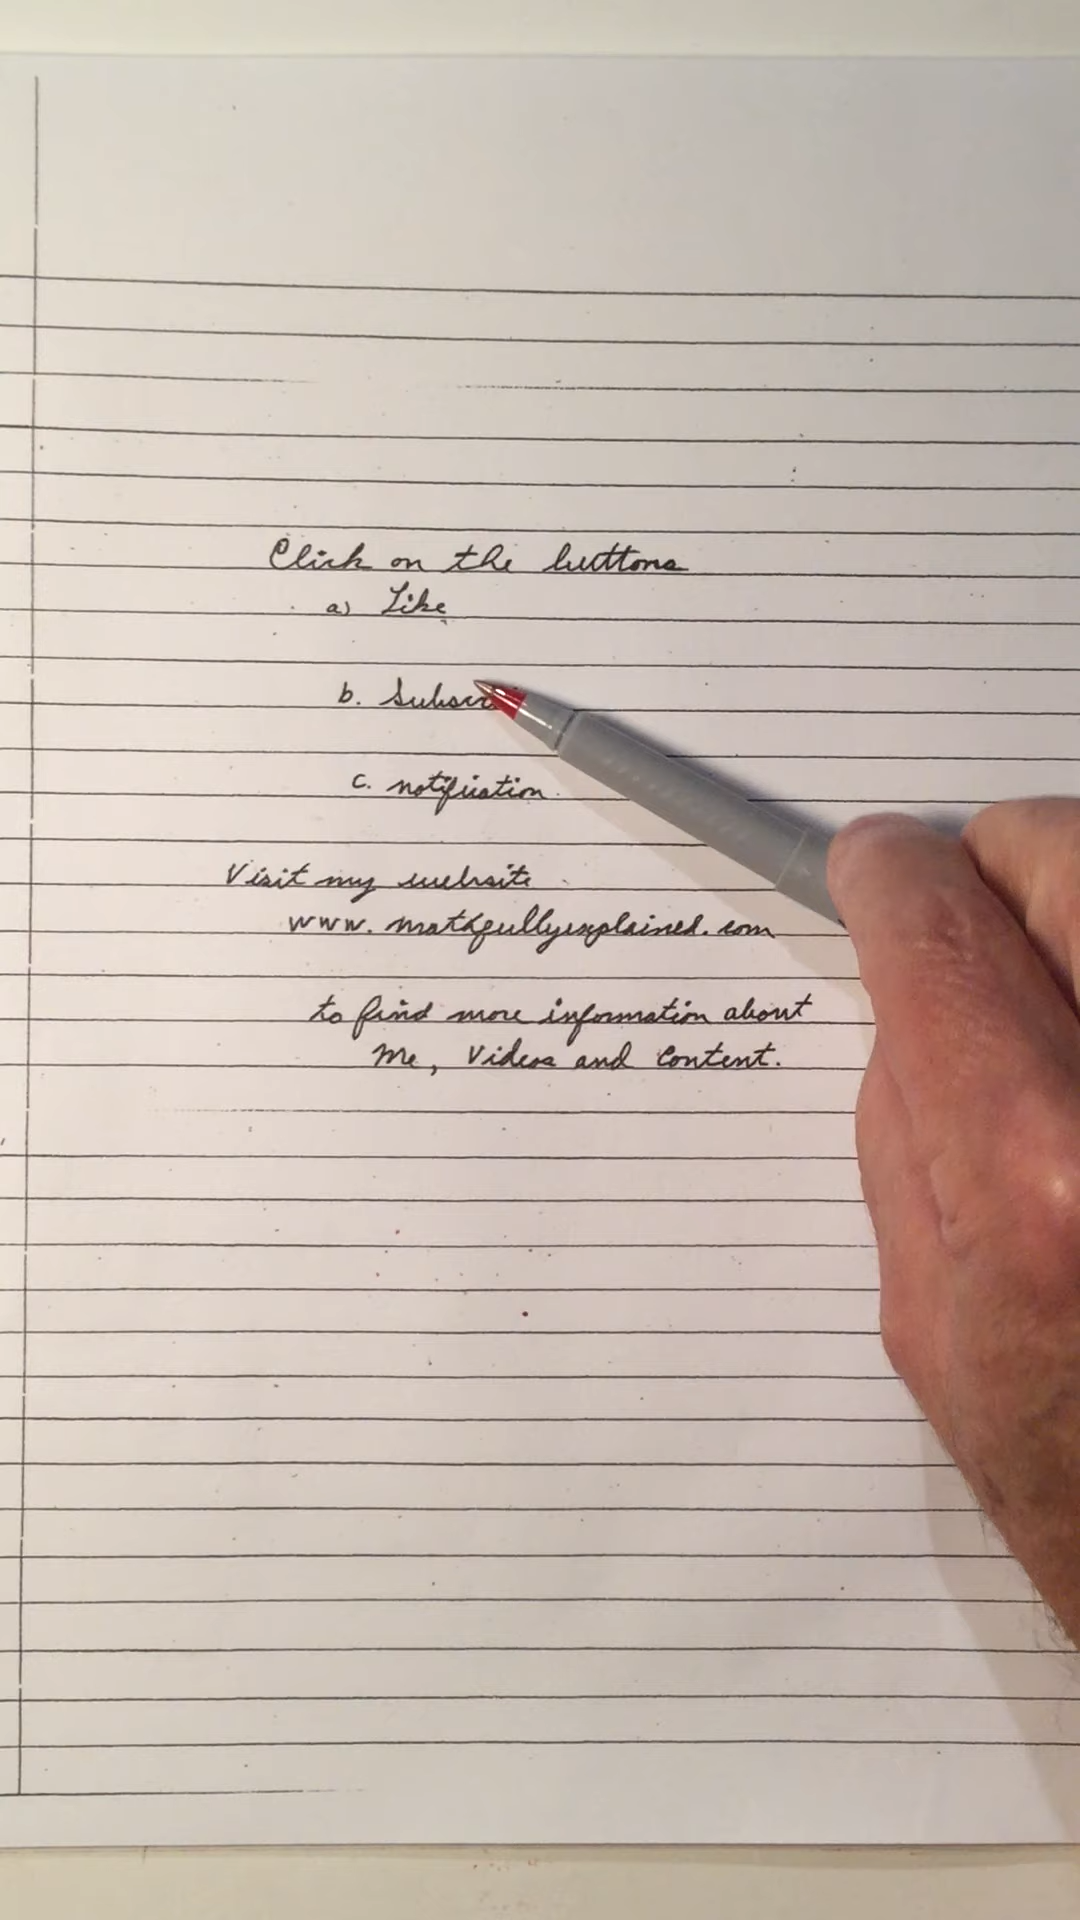 Click on the buttons
a) Like
b. Subscr
c. notification
Visit my website
www.mathfullyexplained.com
to find more information about
Me, Videos and Content.